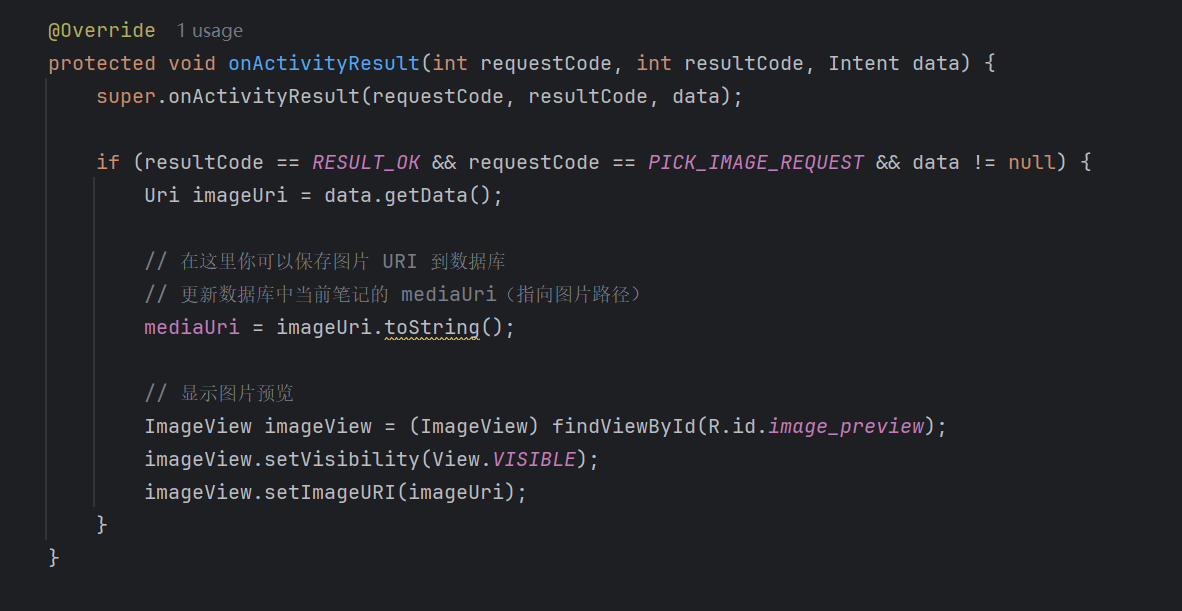 @Override 1 usage
protected void onActivityResult(int requestCode, int resultCode, Intent data) {
super.onActivityResult(requestCode, resultCode, data);
if (resultCode == RESULT_OK && requestCode == PICK_IMAGE_REQUEST && data != null) {
Uri imageUri = data.getData();
// 在这里你可以保存图片 URI 到数据库
// 更新数据库中当前笔记的 mediaUri（指向图片路径）
mediaUri = imageUri.toString();
// 显示图片预览
ImageView imageView = (ImageView) findViewById(R.id.image_preview);
imageView.setVisibility(View.VISIBLE);
imageView.setImageURI(imageUri);
}
}